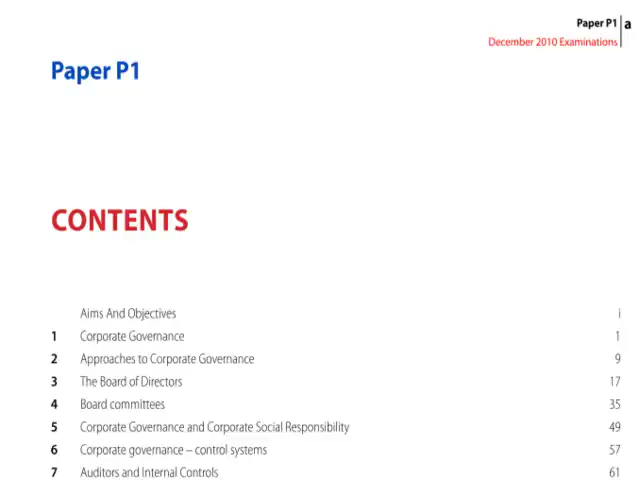 Paper P1 a
December 2010 Examinations
Paper P1
CONTENTS
Aims And Objectives i
1 Corporate Governance 1
2 Approaches to Corporate Governance 9
3 The Board of Directors 17
4 Board committees 35
5 Corporate Governance and Corporate Social Responsibility 49
6 Corporate governance – control systems 57
7 Auditors and Internal Controls 61